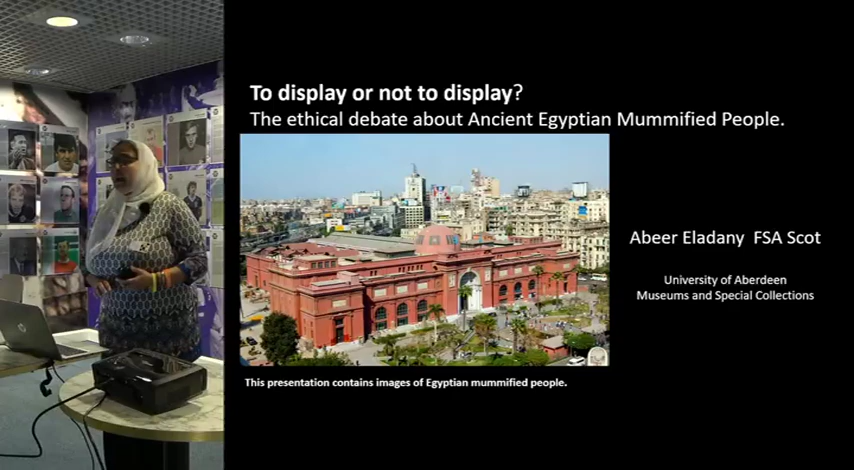 To display or not to display?
The ethical debate about Ancient Egyptian Mummified People.
Abeer Eladany  FSA Scot
University of Aberdeen
Museums and Special Collections
This presentation contains images of Egyptian mummified people.